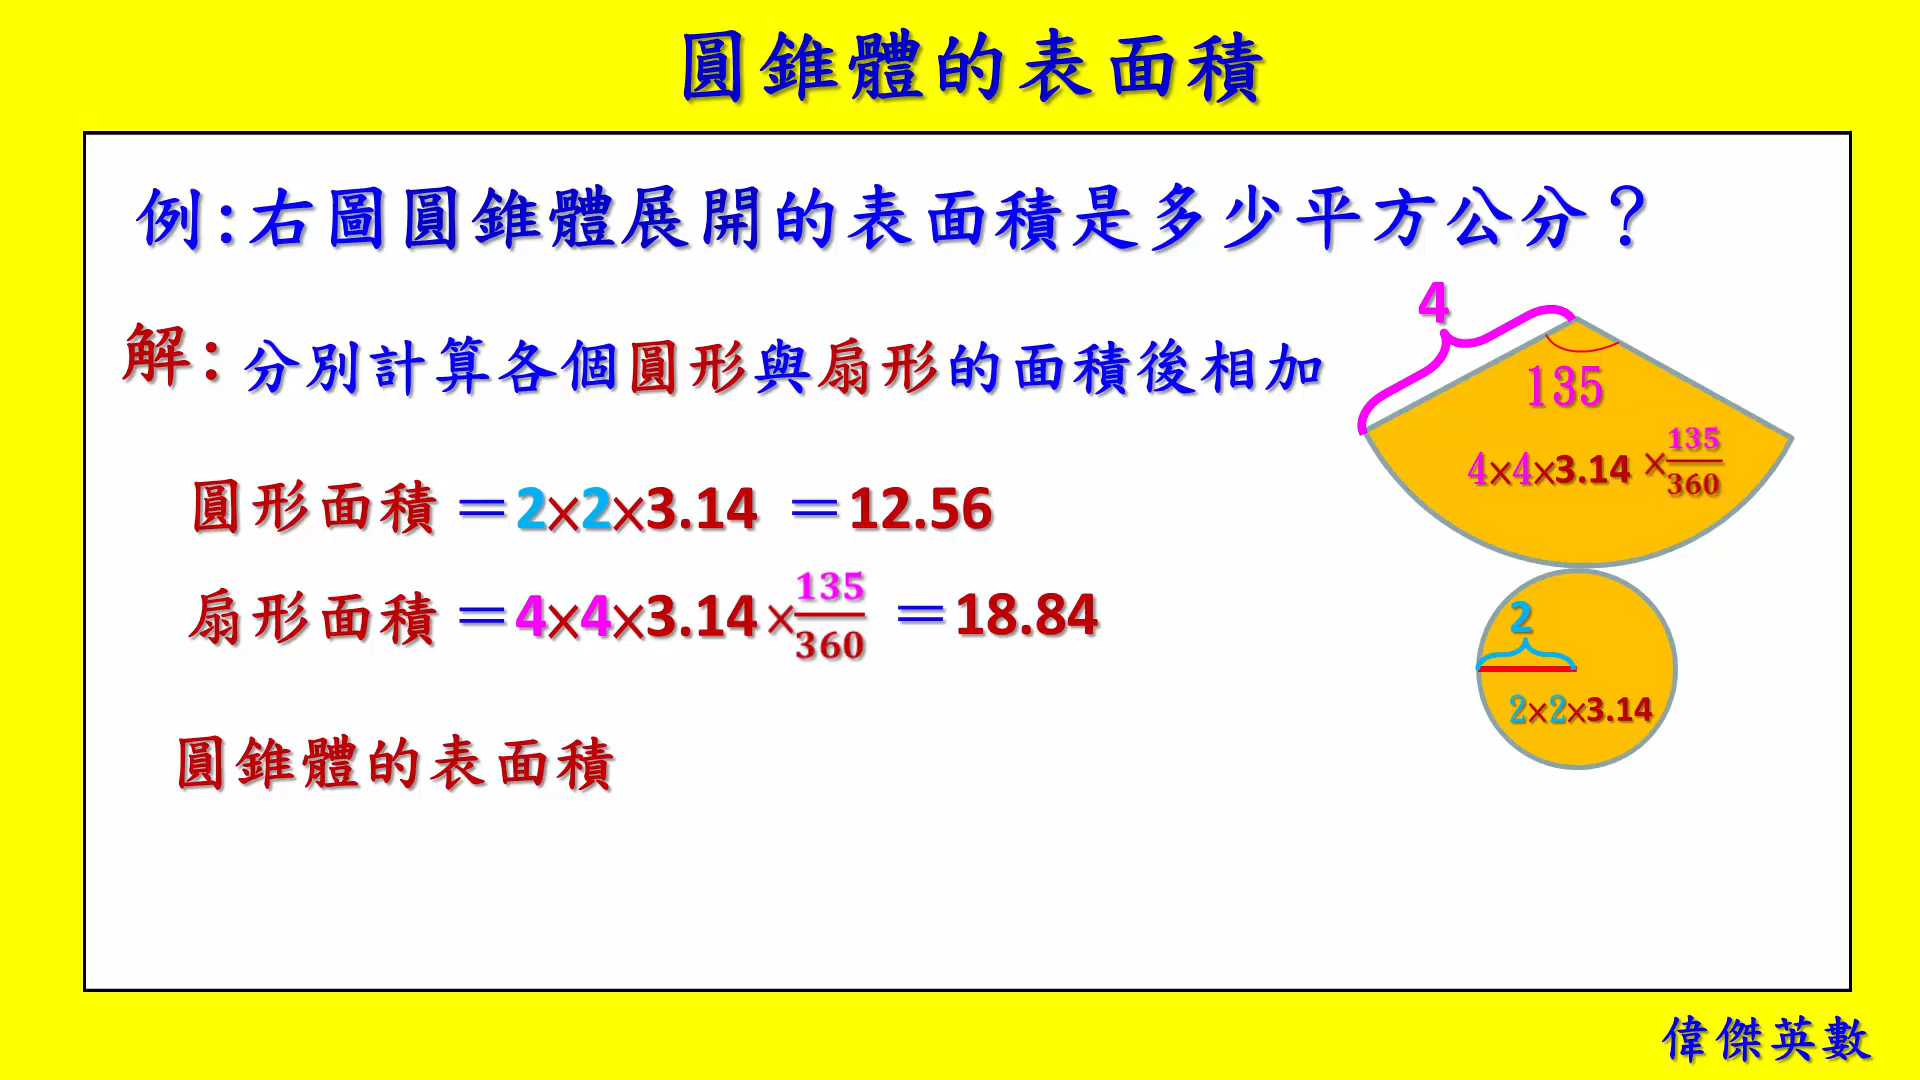 圓錐體的表面積
例:右圖圓錐體展開的表面積是多少平方公分？
解:分別計算各個圓形與扇形的面積後相加
圓形面積＝2×2×3.14＝12.56
扇形面積＝4×4×3.14×135/360＝18.84
圓錐體的表面積
4
135
4×4×3.14×135/360
2
2×2×3.14
偉傑英數